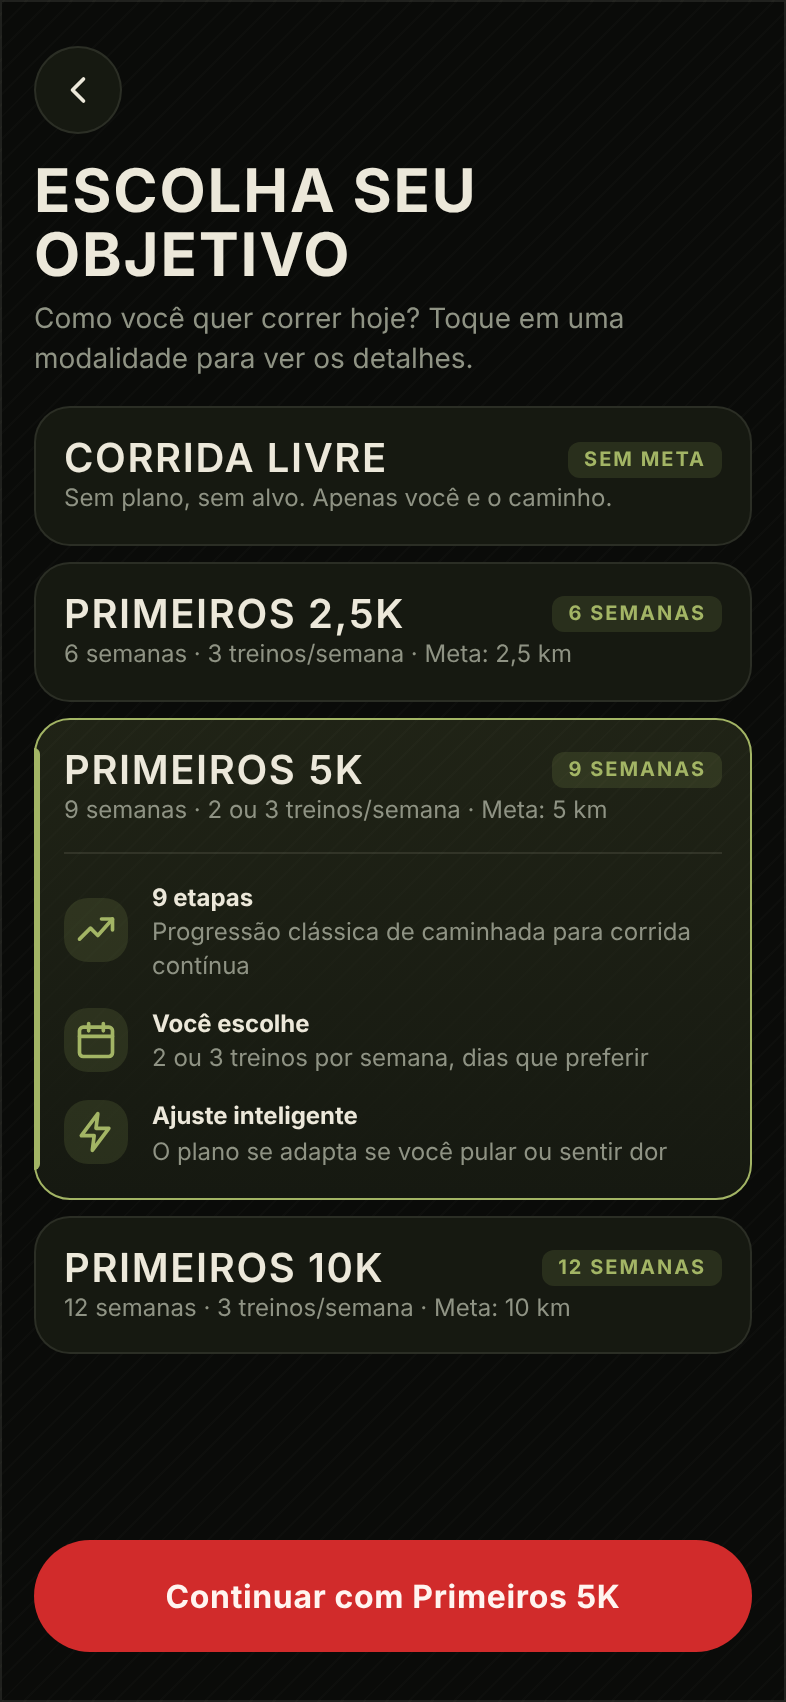 ESCOLHA SEU
OBJETIVO
Como você quer correr hoje? Toque em uma
modalidade para ver os detalhes.
CORRIDA LIVRE
SEM META
Sem plano, sem alvo. Apenas você e o caminho.
PRIMEIROS 2,5K
6 SEMANAS
6 semanas · 3 treinos/semana · Meta: 2,5 km
PRIMEIROS 5K
9 SEMANAS
9 semanas · 2 ou 3 treinos/semana · Meta: 5 km
9 etapas
Progressão clássica de caminhada para corrida
contínua
Você escolhe
2 ou 3 treinos por semana, dias que preferir
Ajuste inteligente
O plano se adapta se você pular ou sentir dor
PRIMEIROS 10K
12 SEMANAS
12 semanas · 3 treinos/semana · Meta: 10 km
Continuar com Primeiros 5K